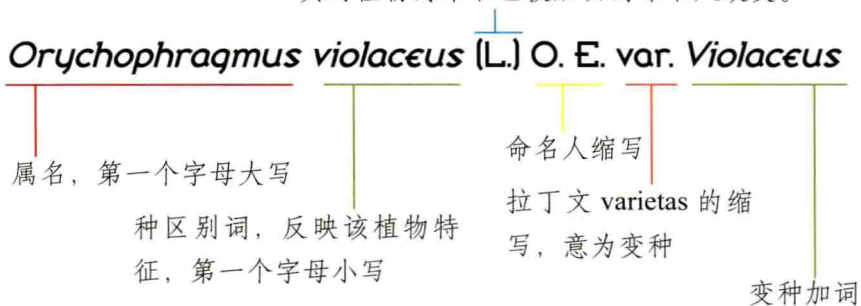 Orychophragmus violaceus (L.) O. E. var. Violaceus
属名，第一个字母大写
种区别词，反映该植物特
征，第一个字母小写
命名人缩写
拉丁文 varietas 的缩
写，意为变种
变种加词